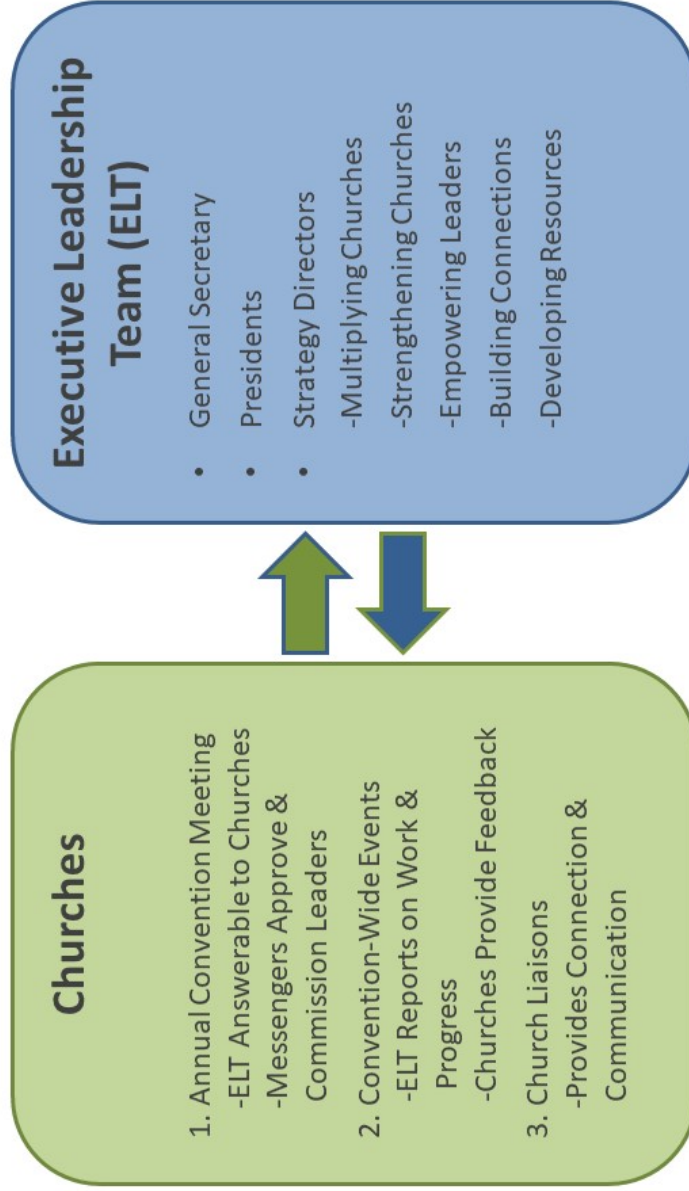 Churches
1. Annual Convention Meeting
-ELT Answerable to Churches
-Messengers Approve &
Commission Leaders
2. Convention-Wide Events
-ELT Reports on Work &
Progress
-Churches Provide Feedback
3. Church Liaisons
-Provides Connection &
Communication
Executive Leadership
Team (ELT)
• General Secretary
• Presidents
• Strategy Directors
-Multiplying Churches
-Strengthening Churches
-Empowering Leaders
-Building Connections
-Developing Resources